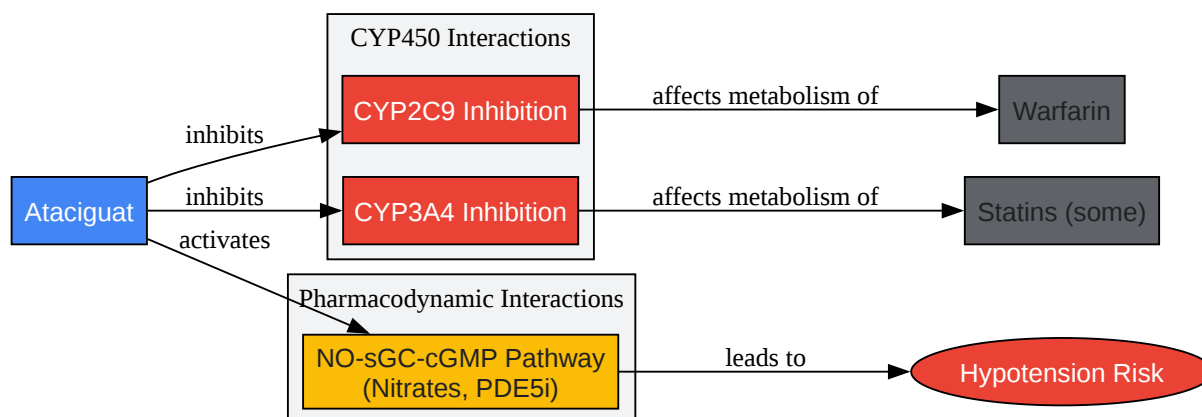 CYP450 Interactions
CYP2C9 Inhibition
affects metabolism of
Warfarin
inhibits
Ataciguat
inhibits
CYP3A4 Inhibition
affects metabolism of
Statins (some)
activates
Pharmacodynamic Interactions
NO-sGC-cGMP Pathway
(Nitrates, PDE5i)
leads to
Hypotension Risk